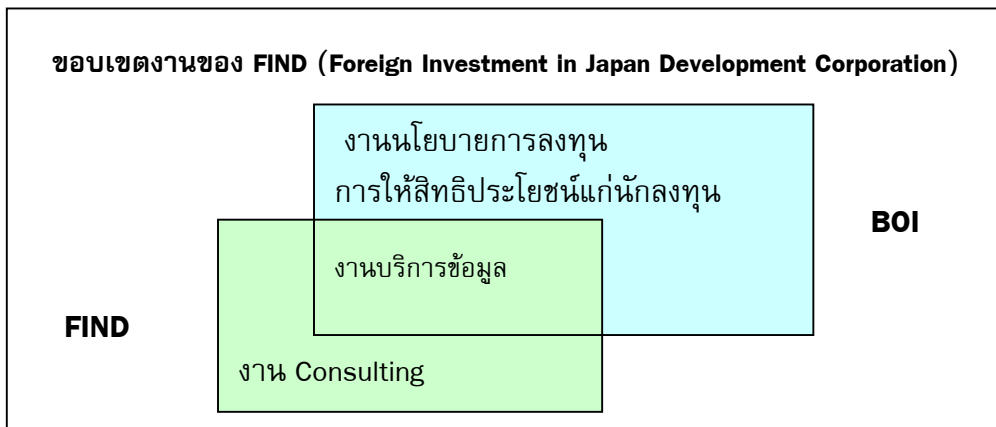 ขอบเขตงานของ FIND (Foreign Investment in Japan Development Corporation)
งานนโยบายการลงทุน
การให้สิทธิประโยชน์แก่นักลงทุน
BOI
งานบริการข้อมูล
FIND
งาน Consulting